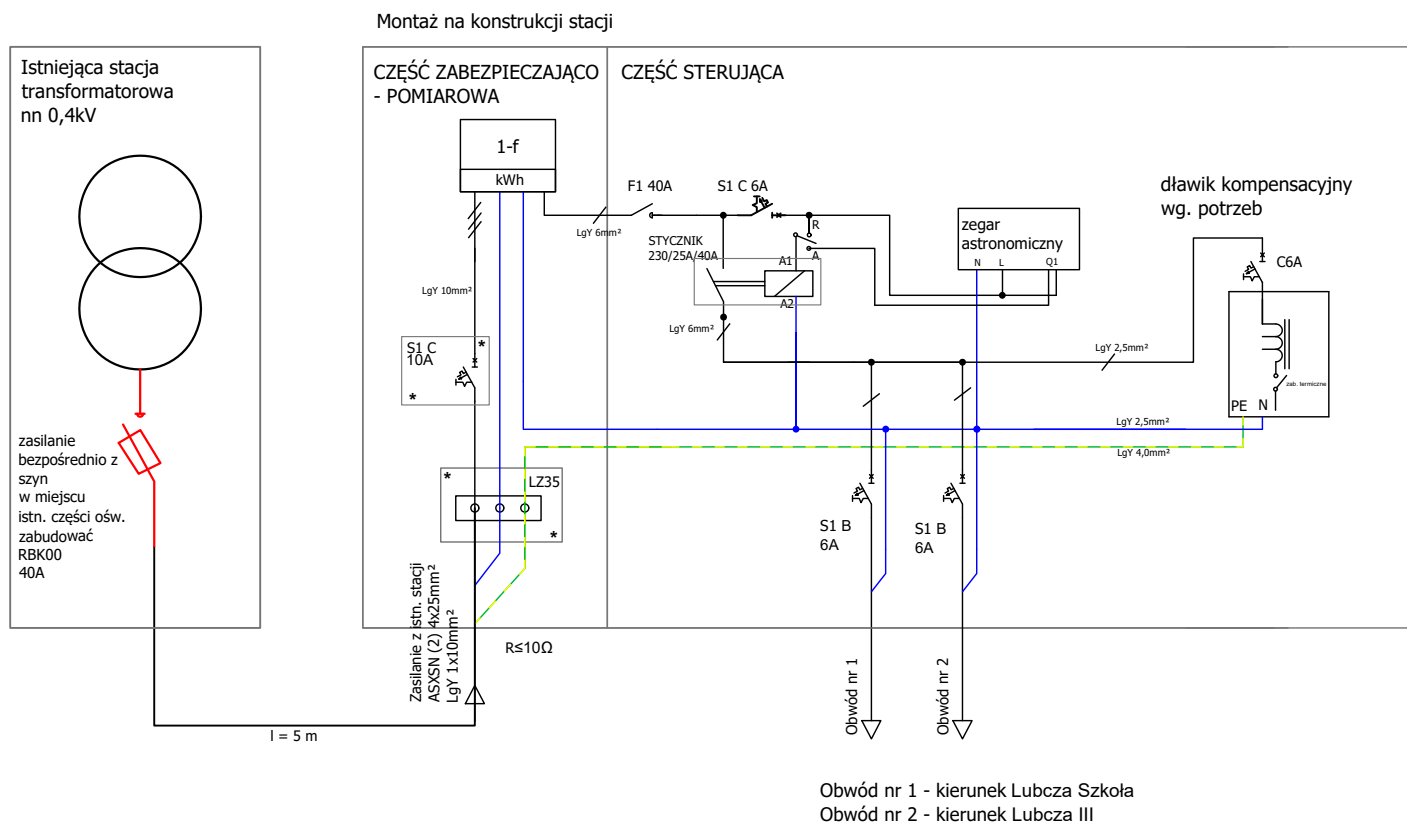 Montaż na konstrukcji stacji
Istniejąca stacja
transformatorowa
nn 0,4kV
zasilanie
bezpośrednio z
szyn
w miejscu
istn. części ośw.
zabudować
RBK00
40A
l = 5 m
CZĘŚĆ ZABEZPIECZAJĄCO
- POMIAROWA
1-f
kWh
LgY 10mm²
S1 C
10A
*
*
*
LZ35
*
Zasilanie z istn. stacji
ASXSN (2) 4x25mm²
LgY 1x10mm²
R≤10Ω
CZĘŚĆ STERUJĄCA
LgY 6mm²
F1 40A
S1 C 6A
STYCZNIK
230/25A/40A
R
A
A1
A2
LgY 6mm²
zegar
astronomiczny
N L Q1
dławik kompensacyjny
wg. potrzeb
C6A
zab. termiczne
PE N
LgY 2,5mm²
LgY 2,5mm²
LgY 4,0mm²
S1 B
6A
S1 B
6A
Obwód nr 1
Obwód nr 2
Obwód nr 1 - kierunek Lubcza Szkoła
Obwód nr 2 - kierunek Lubcza III